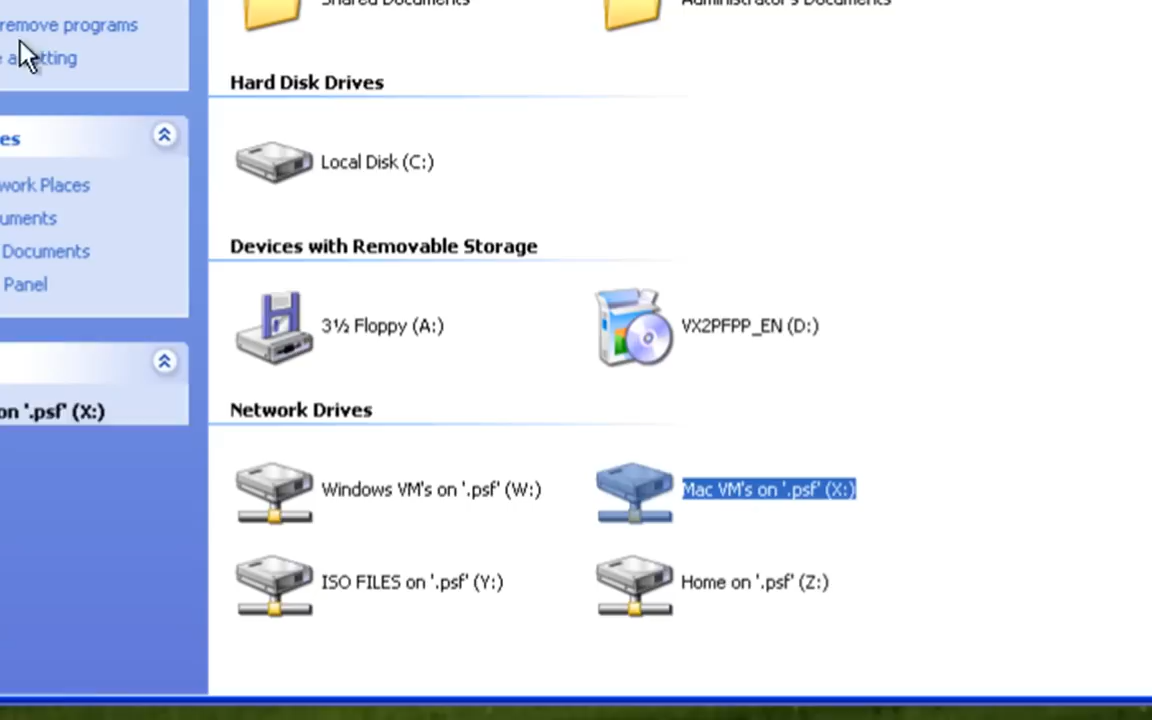 Shared Documents
Administrator's Documents
remove programs
e a setting
Hard Disk Drives
es
Local Disk (C:)
work Places
uments
Documents
Panel
Devices with Removable Storage
3½ Floppy (A:)
VX2PFPP_EN (D:)
on '.psf' (X:)
Network Drives
Windows VM's on '.psf' (W:)
Mac VM's on '.psf' (X:)
ISO FILES on '.psf' (Y:)
Home on '.psf' (Z:)